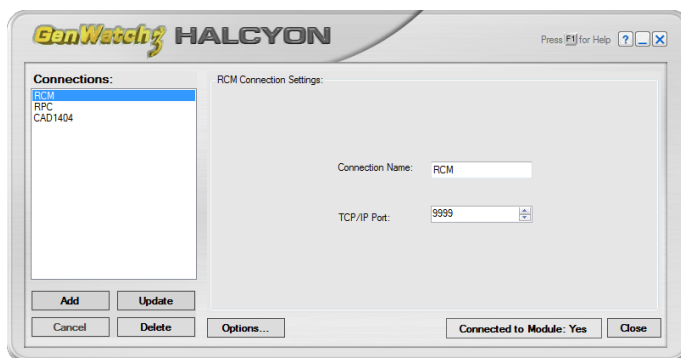 GenWatch3 HALCYON
Press F1 for Help ? _ X
Connections:
RCM
RPC
CAD1404
RCM Connection Settings:
Connection Name: RCM
TCP/IP Port: 9999
Add Update
Cancel Delete Options... Connected to Module: Yes Close